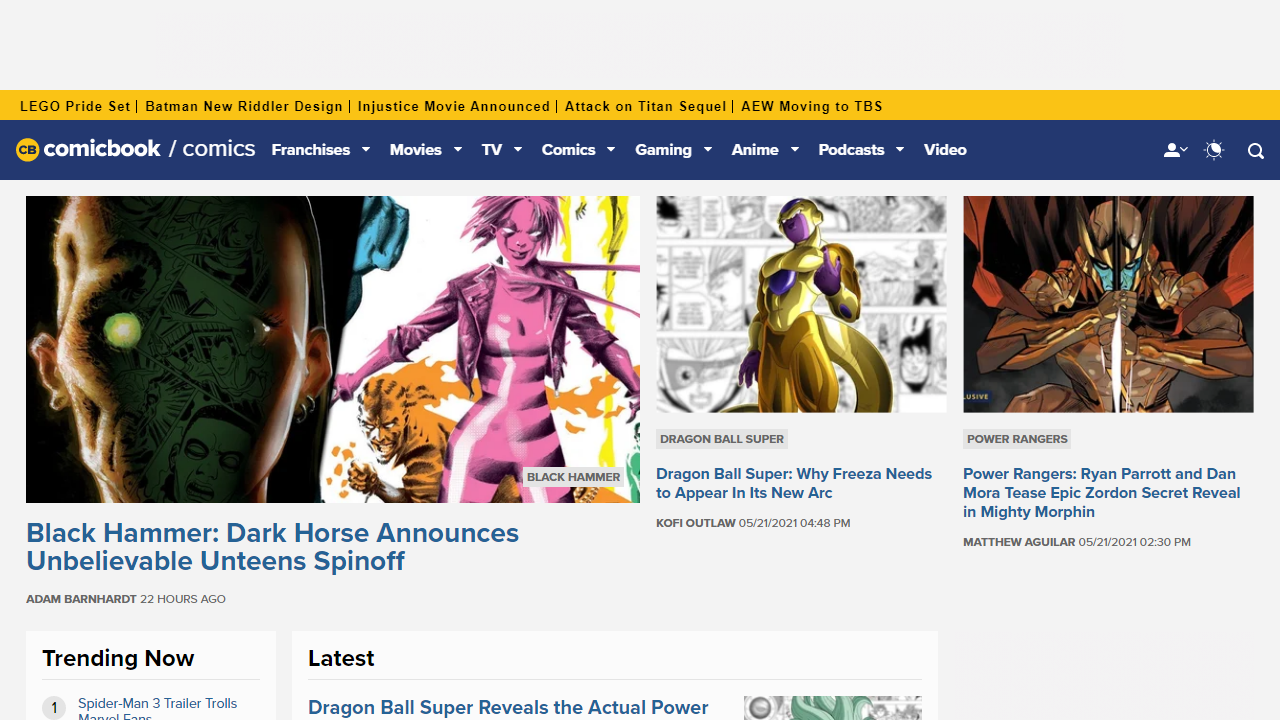 LEGO Pride Set | Batman New Riddler Design | Injustice Movie Announced | Attack on Titan Sequel | AEW Moving to TBS
CB comicbook / comics Franchises Movies TV Comics Gaming Anime Podcasts Video
LUSIVE
BLACK HAMMER
Black Hammer: Dark Horse Announces
Unbelievable Unteens Spinoff
ADAM BARNHARDT 22 HOURS AGO
DRAGON BALL SUPER
Dragon Ball Super: Why Freeza Needs
to Appear In Its New Arc
KOFI OUTLAW 05/21/2021 04:48 PM
POWER RANGERS
Power Rangers: Ryan Parrott and Dan
Mora Tease Epic Zordon Secret Reveal
in Mighty Morphin
MATTHEW AGUILAR 05/21/2021 02:30 PM
Trending Now
1 Spider-Man 3 Trailer Trolls
Marvel Fans
Latest
Dragon Ball Super Reveals the Actual Power